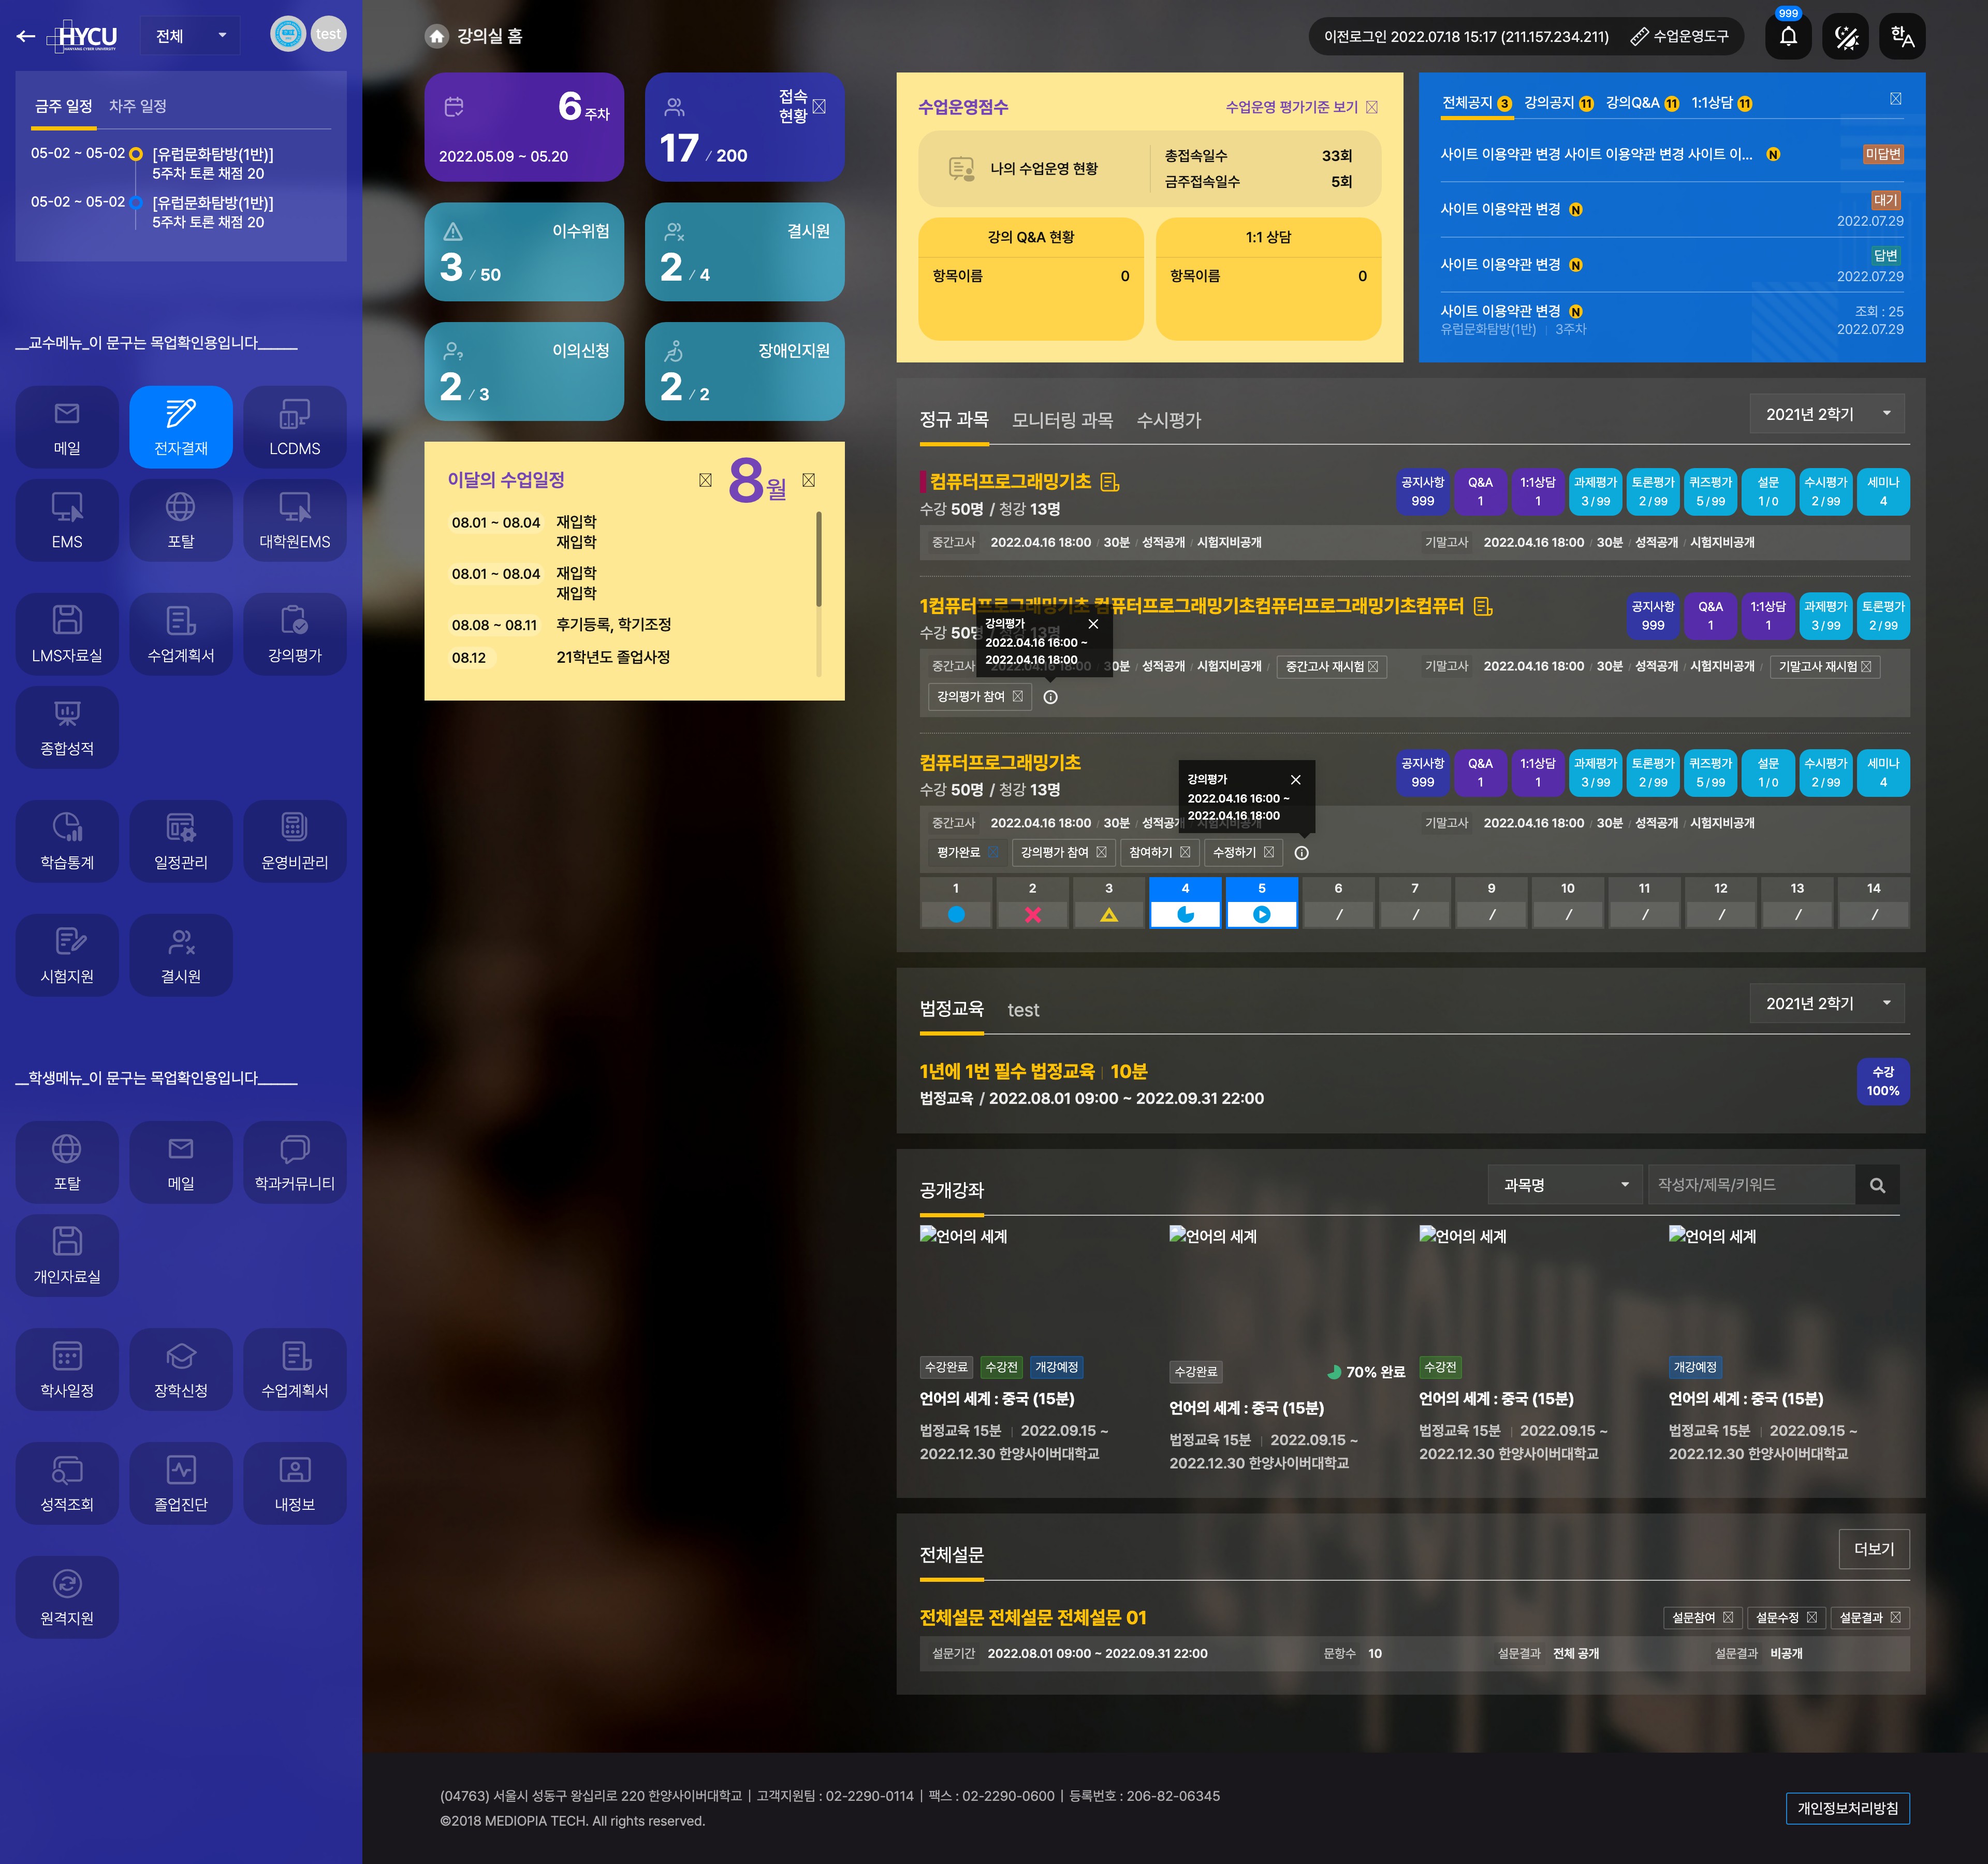 HYCU
HANYANG CYBER UNIVERSITY
전체
test
금주 일정 차주 일정
05-02 ~ 05-02 [유럽문화탐방(1반)]
5주차 토론 채점 20
05-02 ~ 05-02 [유럽문화탐방(1반)]
5주차 토론 채점 20
__교수메뉴_이 문구는 목업확인용입니다______
메일 전자결재 LCDMS
EMS 포탈 대학원EMS
LMS자료실 수업계획서 강의평가
종합성적
학습통계 일정관리 운영비관리
시험지원 결시원
__학생메뉴_이 문구는 목업확인용입니다______
포탈 메일 학과커뮤니티
개인자료실
학사일정 장학신청 수업계획서
성적조회 졸업진단 내정보
원격지원
강의실 홈
이전로그인 2022.07.18 15:17 (211.157.234.211) 수업운영도구
999
한A
6주차
2022.05.09 ~ 05.20
접속
현황
17 / 200
이수위험
3 / 50
결시원
2 / 4
이의신청
2 / 3
장애인지원
2 / 2
이달의 수업일정 8월
08.01 ~ 08.04 재입학
재입학
08.01 ~ 08.04 재입학
재입학
08.08 ~ 08.11 후기등록, 학기조정
08.12 21학년도 졸업사정
수업운영점수 수업운영 평가기준 보기
나의 수업운영 현황
총접속일수 33회
금주접속일수 5회
강의 Q&A 현황
항목이름 0
1:1 상담
항목이름 0
전체공지 3 강의공지 11 강의Q&A 11 1:1상담 11
사이트 이용약관 변경 사이트 이용약관 변경 사이트 이... N 미답변
사이트 이용약관 변경 N 대기
2022.07.29
사이트 이용약관 변경 N 답변
2022.07.29
사이트 이용약관 변경 N 조회 : 25
유럽문화탐방(1반) | 3주차 2022.07.29
정규 과목 모니터링 과목 수시평가 2021년 2학기
컴퓨터프로그래밍기초
수강 50명 / 청강 13명
공지사항 Q&A 1:1상담 과제평가 토론평가 퀴즈평가 설문 수시평가 세미나
999 1 1 3 / 99 2 / 99 5 / 99 1 / 0 2 / 99 4
중간고사 2022.04.16 18:00 / 30분 / 성적공개 / 시험지비공개 기말고사 2022.04.16 18:00 / 30분 / 성적공개 / 시험지비공개
1컴퓨터프로그래밍기초 컴퓨터프로그래밍기초컴퓨터프로그래밍기초컴퓨터
수강 50명 / 청강 13명
공지사항 Q&A 1:1상담 과제평가 토론평가
999 1 1 3 / 99 2 / 99
강의평가
2022.04.16 16:00 ~
2022.04.16 18:00
중간고사 2022.04.16 18:00 / 30분 / 성적공개 / 시험지비공개 / 중간고사 재시험 기말고사 2022.04.16 18:00 / 30분 / 성적공개 / 시험지비공개 / 기말고사 재시험
강의평가 참여
컴퓨터프로그래밍기초
수강 50명 / 청강 13명
공지사항 Q&A 1:1상담 과제평가 토론평가 퀴즈평가 설문 수시평가 세미나
999 1 1 3 / 99 2 / 99 5 / 99 1 / 0 2 / 99 4
강의평가
2022.04.16 16:00 ~
2022.04.16 18:00
중간고사 2022.04.16 18:00 / 30분 / 성적공개 / 시험지비공개 기말고사 2022.04.16 18:00 / 30분 / 성적공개 / 시험지비공개
평가완료 강의평가 참여 참여하기 수정하기
1 2 3 4 5 6 7 9 10 11 12 13 14
/ / / / / / / /
법정교육 test 2021년 2학기
1년에 1번 필수 법정교육 | 10분
법정교육 / 2022.08.01 09:00 ~ 2022.09.31 22:00
수강
100%
공개강좌 과목명 작성자/제목/키워드
언어의 세계 언어의 세계 언어의 세계 언어의 세계
수강완료 수강전 개강예정
언어의 세계 : 중국 (15분)
법정교육 15분 | 2022.09.15 ~
2022.12.30 한양사이버대학교
수강완료 70% 완료
언어의 세계 : 중국 (15분)
법정교육 15분 | 2022.09.15 ~
2022.12.30 한양사이버대학교
수강전
언어의 세계 : 중국 (15분)
법정교육 15분 | 2022.09.15 ~
2022.12.30 한양사이버대학교
개강예정
언어의 세계 : 중국 (15분)
법정교육 15분 | 2022.09.15 ~
2022.12.30 한양사이버대학교
전체설문 더보기
전체설문 전체설문 전체설문 01 설문참여 설문수정 설문결과
설문기간 2022.08.01 09:00 ~ 2022.09.31 22:00 문항수 10 설문결과 전체 공개 설문결과 비공개
(04763) 서울시 성동구 왕십리로 220 한양사이버대학교 | 고객지원팀 : 02-2290-0114 | 팩스 : 02-2290-0600 | 등록번호 : 206-82-06345
©2018 MEDIOPIA TECH. All rights reserved.
개인정보처리방침